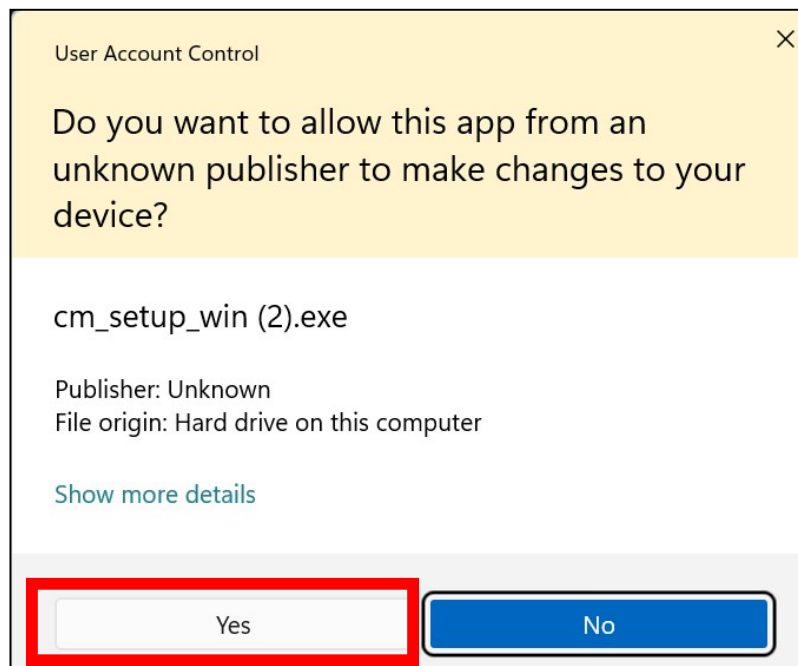 User Account Control
Do you want to allow this app from an
unknown publisher to make changes to your
device?
cm_setup_win (2).exe
Publisher: Unknown
File origin: Hard drive on this computer
Show more details
Yes
No